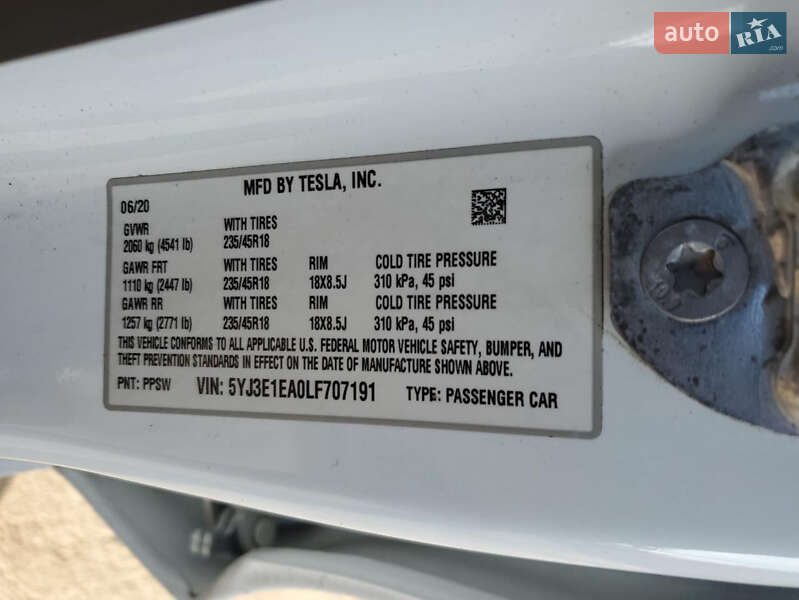 auto RIA.com
MFD BY TESLA, INC.
06/20
GVWR WITH TIRES
2060 kg (4541 lb) 235/45R18
GAWR FRT WITH TIRES RIM COLD TIRE PRESSURE
1110 kg (2447 lb) 235/45R18 18X8.5J 310 kPa, 45 psi
GAWR RR WITH TIRES RIM COLD TIRE PRESSURE
1257 kg (2771 lb) 235/45R18 18X8.5J 310 kPa, 45 psi
THIS VEHICLE CONFORMS TO ALL APPLICABLE U.S. FEDERAL MOTOR VEHICLE SAFETY, BUMPER, AND
THEFT PREVENTION STANDARDS IN EFFECT ON THE DATE OF MANUFACTURE SHOWN ABOVE.
PNT: PPSW VIN: 5YJ3E1EA0LF707191 TYPE: PASSENGER CAR